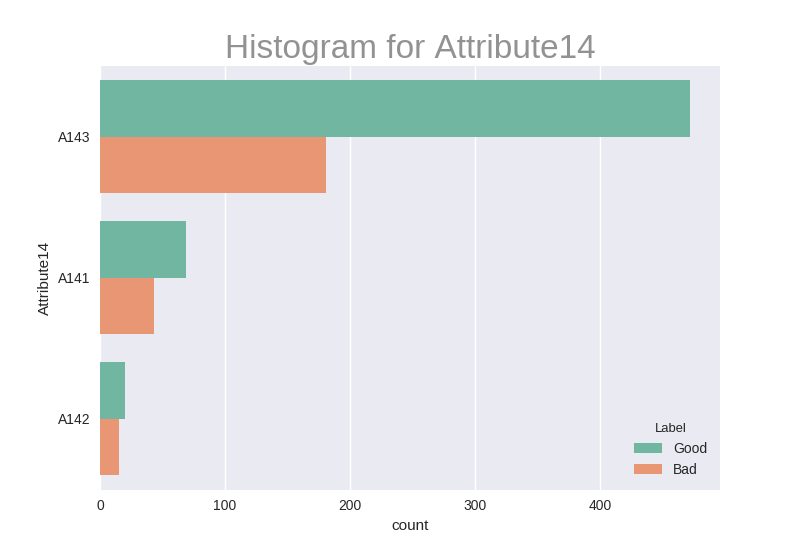 Histogram for Attribute14
A143
A141
A142
Attribute14
Label
Good
Bad
0 100 200 300 400
count